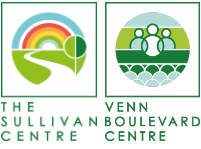 THE
SULLIVAN
CENTRE
VENN
BOULEVARD
CENTRE